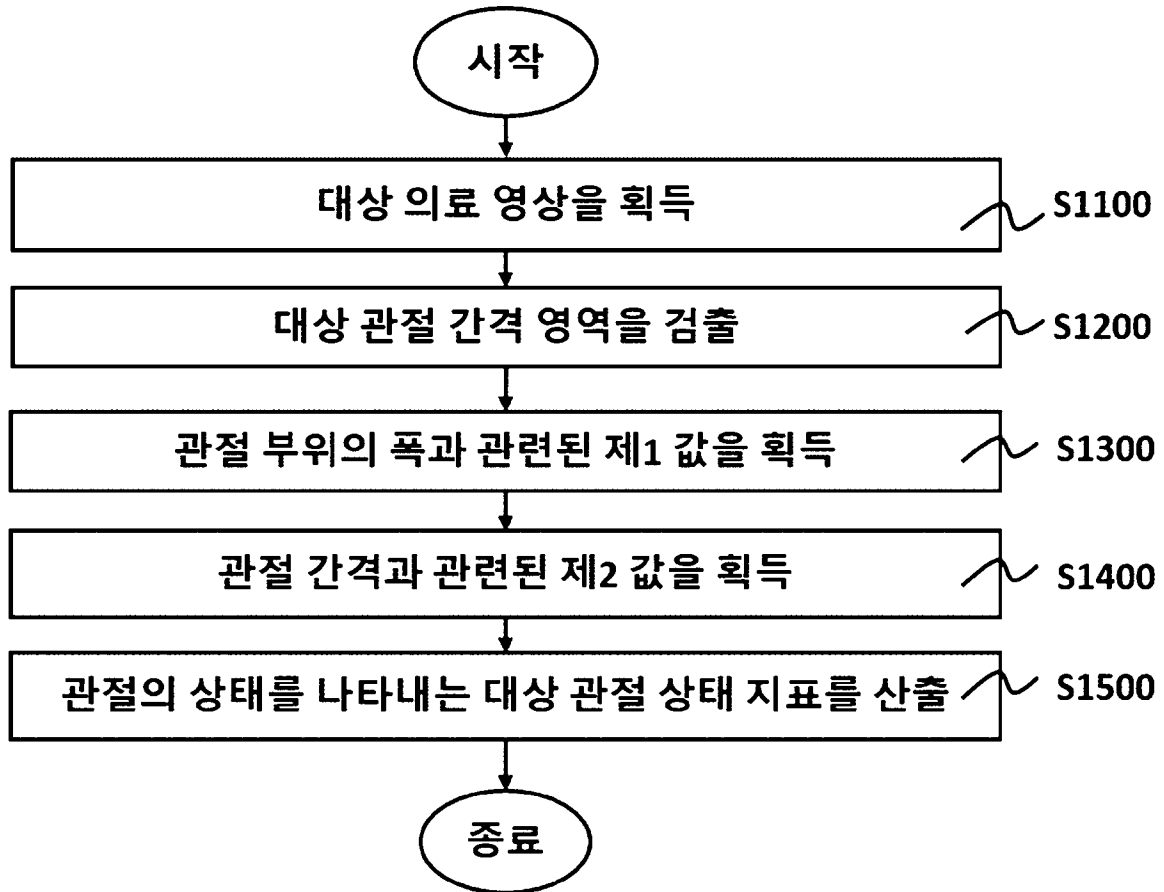 시작
대상 의료 영상을 획득
S1100
대상 관절 간격 영역을 검출
S1200
관절 부위의 폭과 관련된 제1 값을 획득
S1300
관절 간격과 관련된 제2 값을 획득
S1400
관절의 상태를 나타내는 대상 관절 상태 지표를 산출
S1500
종료